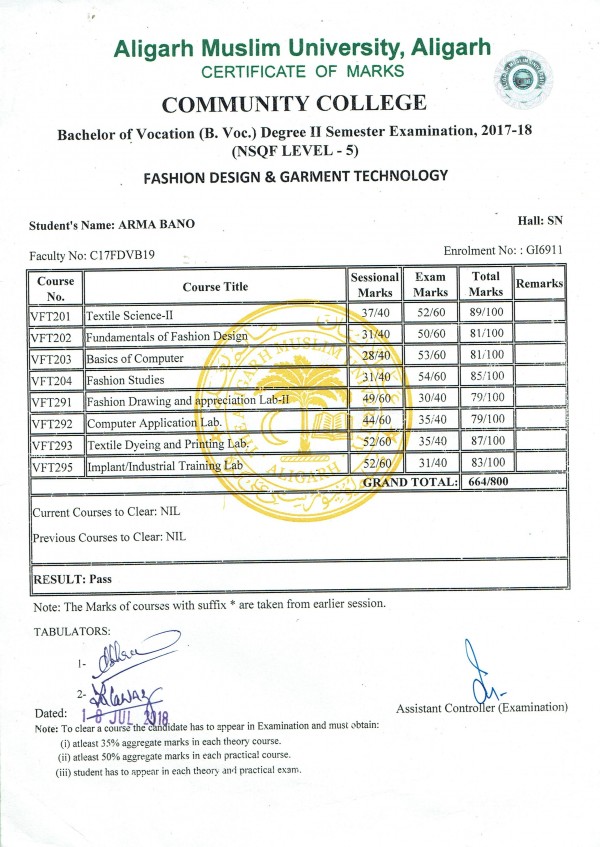 Aligarh Muslim University, Aligarh
CERTIFICATE OF MARKS
COMMUNITY COLLEGE
Bachelor of Vocation (B. Voc.) Degree II Semester Examination, 2017-18
(NSQF LEVEL - 5)
FASHION DESIGN & GARMENT TECHNOLOGY
Student's Name: ARMA BANO Hall: SN
Faculty No: C17FDVB19 Enrolment No: : GI6911
Course No. Course Title Sessional Marks Exam Marks Total Marks Remarks
VFT201 Textile Science-II 37/40 52/60 89/100
VFT202 Fundamentals of Fashion Design 31/40 50/60 81/100
VFT203 Basics of Computer 28/40 53/60 81/100
VFT204 Fashion Studies 31/40 54/60 85/100
VFT291 Fashion Drawing and appreciation Lab-II 49/60 30/40 79/100
VFT292 Computer Application Lab. 44/60 35/40 79/100
VFT293 Textile Dyeing and Printing Lab. 52/60 35/40 87/100
VFT295 Implant/Industrial Training Lab 52/60 31/40 83/100
GRAND TOTAL: 664/800
Current Courses to Clear: NIL
Previous Courses to Clear: NIL
RESULT: Pass
Note: The Marks of courses with suffix * are taken from earlier session.
TABULATORS:
1-
2-
Assistant Controller (Examination)
Dated: 18 JUL 2018
Note: To clear a course the candidate has to appear in Examination and must obtain:
(i) atleast 35% aggregate marks in each theory course.
(ii) atleast 50% aggregate marks in each practical course.
(iii) student has to appear in each theory and practical exam.